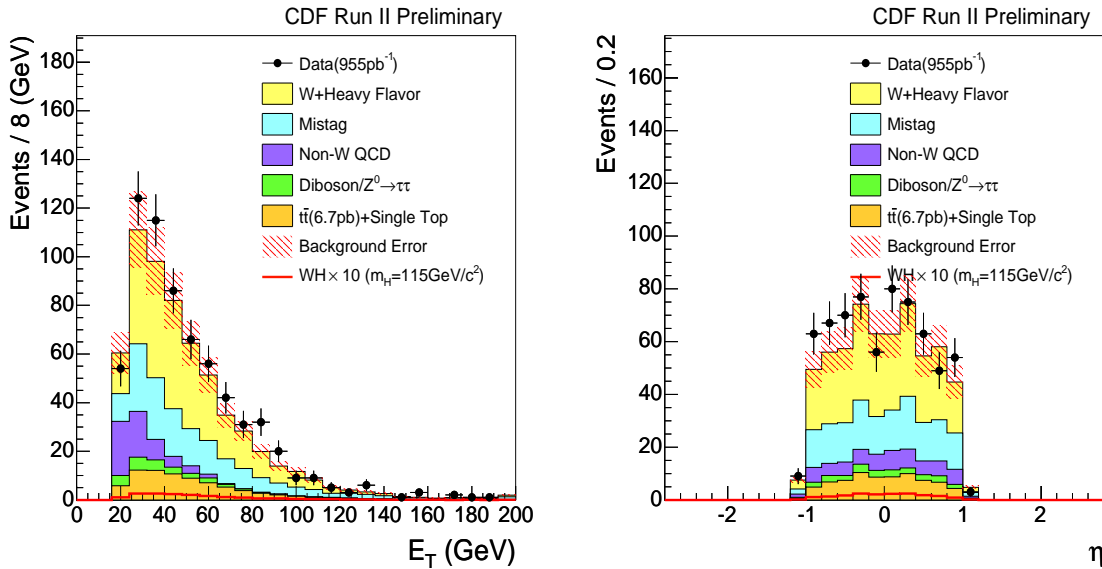 CDF Run II Preliminary
Events / 8 (GeV)
180
160
140
120
100
80
60
40
20
0
Data(955pb⁻¹)
W+Heavy Flavor
Mistag
Non-W QCD
Diboson/Z⁰→ττ
tt̄(6.7pb)+Single Top
Background Error
WH×10 (m_H=115GeV/c²)
0 20 40 60 80 100 120 140 160 180 200
E_T (GeV)
CDF Run II Preliminary
Events / 0.2
160
140
120
100
80
60
40
20
0
Data(955pb⁻¹)
W+Heavy Flavor
Mistag
Non-W QCD
Diboson/Z⁰→ττ
tt̄(6.7pb)+Single Top
Background Error
WH×10 (m_H=115GeV/c²)
-2 -1 0 1 2
η